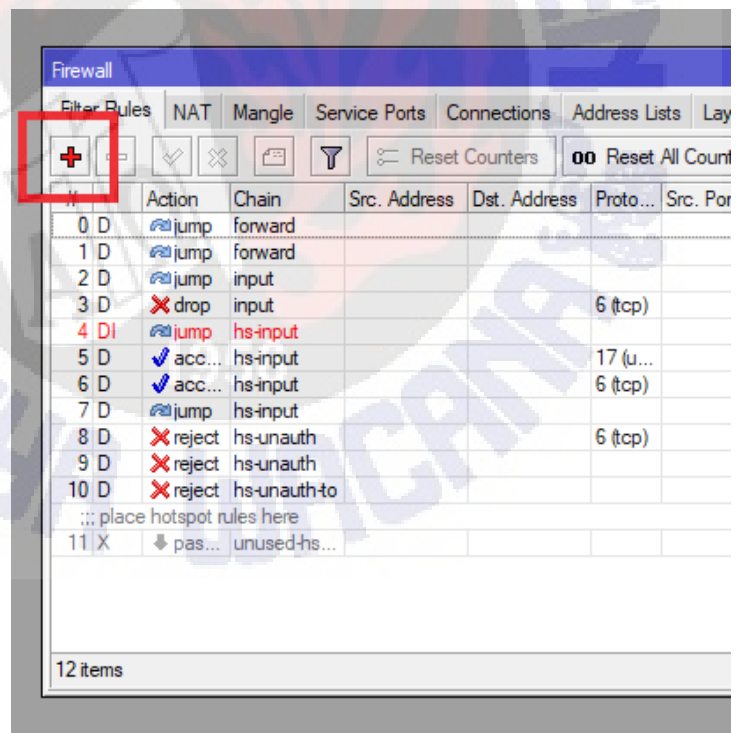 Firewall
Filter Rules NAT Mangle Service Ports Connections Address Lists Lay
Reset Counters 00 Reset All Count
# Action Chain Src. Address Dst. Address Proto... Src. Por
0 D jump forward
1 D jump forward
2 D jump input
3 D drop input 6 (tcp)
4 DI jump hs-input
5 D acc... hs-input 17 (u...
6 D acc... hs-input 6 (tcp)
7 D jump hs-input
8 D reject hs-unauth 6 (tcp)
9 D reject hs-unauth
10 D reject hs-unauth-to
;;; place hotspot rules here
11 X pas... unused-hs...
12 items
WACANA